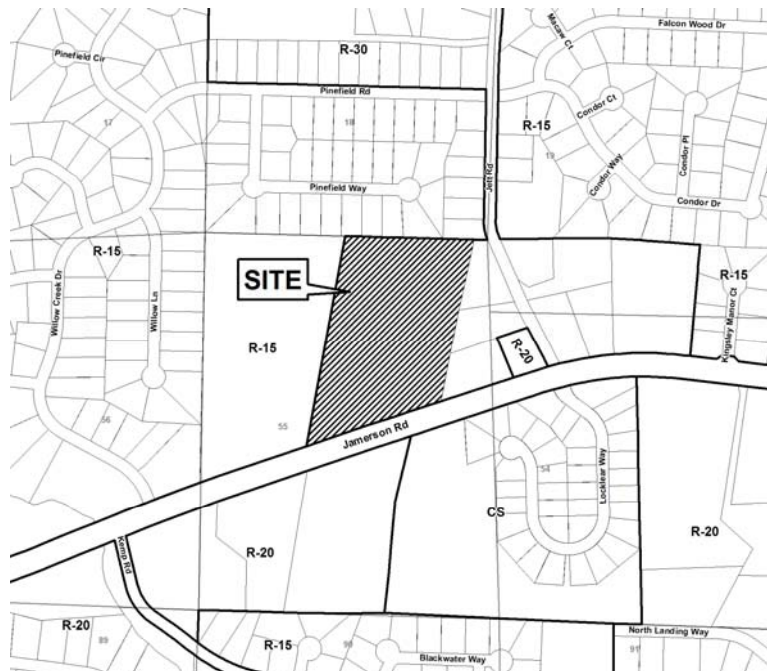 Macaw Ct
Falcon Wood Dr
R-30
Pinefield Cir
Pinefield Rd
Condor Ct
17
18
R-15
19
Condor Pl
Jett Rd
Condor Way
Pinefield Way
Condor Dr
R-15
Willow Creek Dr
SITE
R-15
Kingsley Manor Ct
Willow Ln
R-15
R-20
56
55
Jamerson Rd
54
Locklear Way
CS
R-20
R-20
Kemp Rd
R-20
89
R-15
90
Blackwater Way
North Landing Way
91